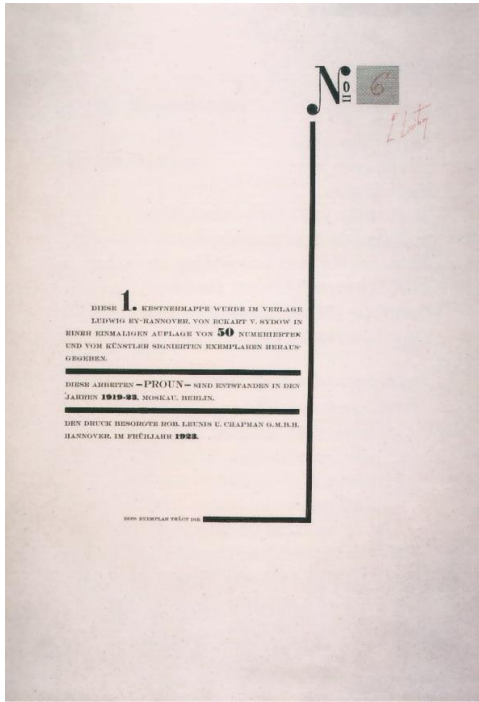 No 6
DIESE 1. KESTNERMAPPE WURDE IM VERLAGE
LUDWIG EY-HANNOVER, VON ECKART V. SYDOW IN
EINER EINMALIGEN AUFLAGE VON 50 NUMERIERTEN
UND VOM KÜNSTLER SIGNIERTEN EXEMPLAREN HERAUS-
GEGEBEN.
DIESE ARBEITEN – PROUN – SIND ENTSTANDEN IN DEN
JAHREN 1919-23. MOSKAU. BERLIN.
DEN DRUCK BESORGTE ROB. LEUNIS U. CHAPMAN G.M.B.H.
HANNOVER. IM FRÜHJAHR 1923.
EXEMPLAR TRÄGT DIE